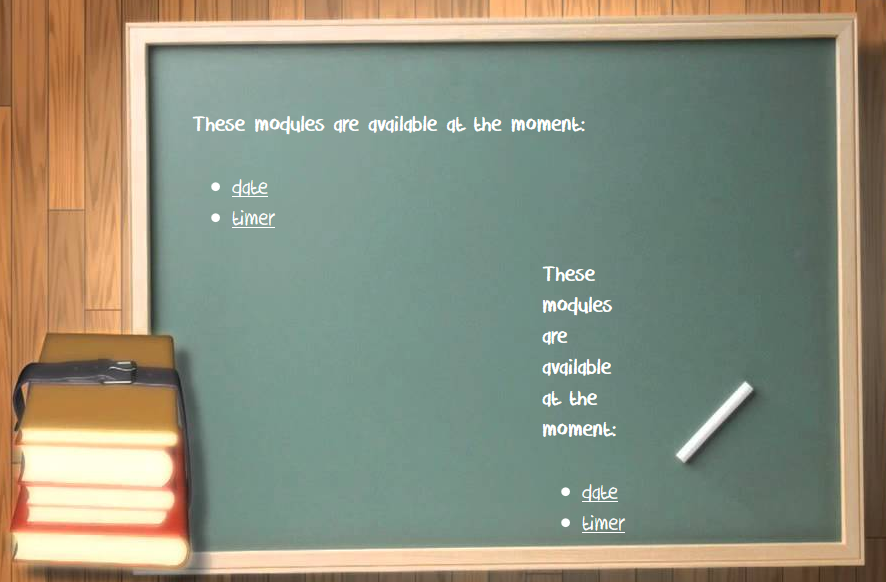 These modules are available at the moment:
date
timer
These
modules
are
available
at the
moment:
date
timer